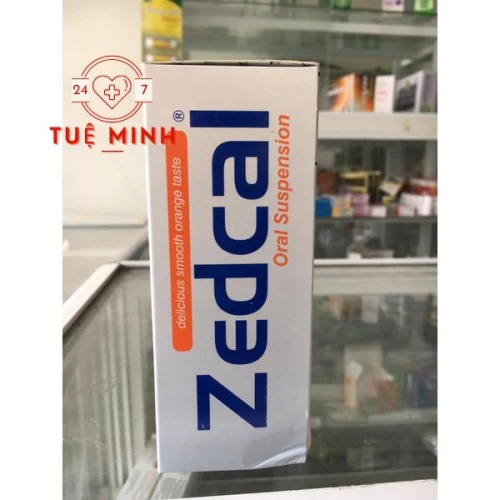 24 7
TUỆ MINH
delicious smooth orange taste
Zedcal®
Oral Suspension